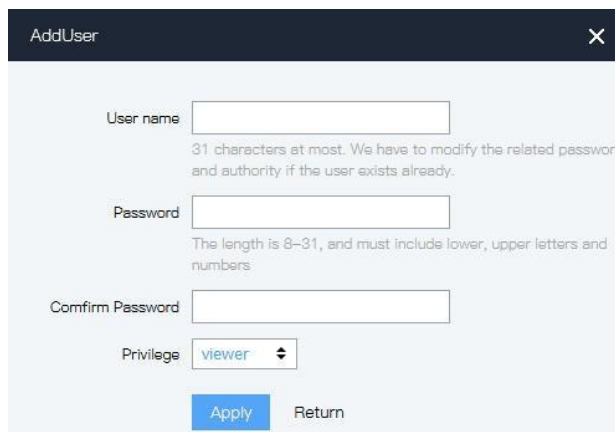 AddUser
User name
31 characters at most. We have to modify the related passwor
and authority if the user exists already.
Password
The length is 8-31, and must include lower, upper letters and
numbers
Comfirm Password
Privilege viewer
Apply Return